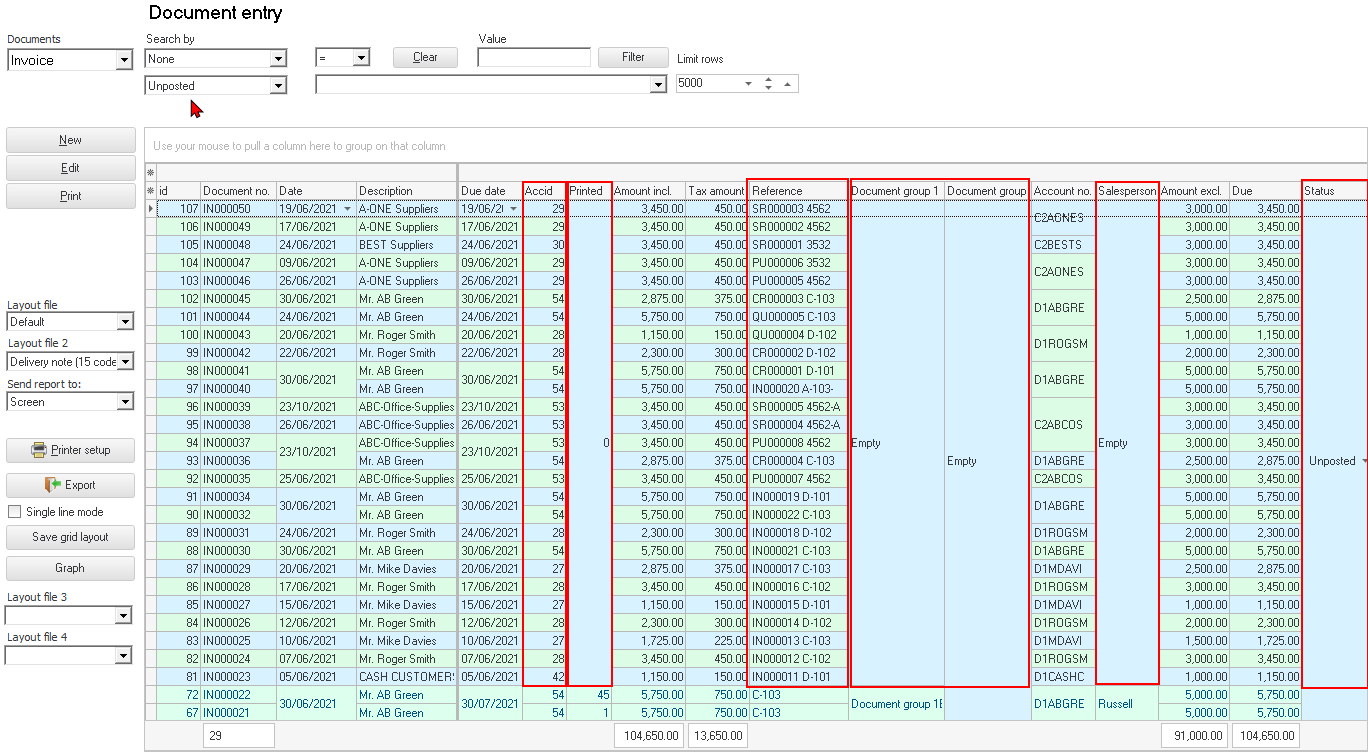 Document entry
Documents
Search by
Value
Invoice
None
=
Clear
Filter
Limit rows
Unposted
5000
New
Edit
Print
Use your mouse to pull a column here to group on that column
id Document no. Date Description Due date Accid Printed Amount incl. Tax amount Reference Document group 1 Document group Account no. Salesperson Amount excl. Due Status
107 IN000050 19/06/2021 A-ONE Suppliers 19/06/2( 29 3,450.00 450.00 SR000003 4562 C2AONES 3,000.00 3,450.00
106 IN000049 17/06/2021 A-ONE Suppliers 17/06/2021 29 3,450.00 450.00 SR000002 4562 3,000.00 3,450.00
105 IN000048 24/06/2021 BEST Suppliers 24/06/2021 30 3,450.00 450.00 SR000001 3532 C2BESTS 3,000.00 3,450.00
104 IN000047 09/06/2021 A-ONE Suppliers 09/06/2021 29 3,450.00 450.00 PU000006 3532 C2AONES 3,000.00 3,450.00
103 IN000046 26/06/2021 A-ONE Suppliers 26/06/2021 29 3,450.00 450.00 PU000005 4562 3,000.00 3,450.00
102 IN000045 30/06/2021 Mr. AB Green 30/06/2021 54 2,875.00 375.00 CR000003 C-103 D1ABGRE 2,500.00 2,875.00
101 IN000044 24/06/2021 Mr. AB Green 24/06/2021 54 5,750.00 750.00 QU000005 C-103 5,000.00 5,750.00
100 IN000043 20/06/2021 Mr. Roger Smith 20/06/2021 28 1,150.00 150.00 QU000004 D-102 D1ROGSM 1,000.00 1,150.00
99 IN000042 22/06/2021 Mr. Roger Smith 22/06/2021 28 2,300.00 300.00 CR000002 D-102 2,000.00 2,300.00
98 IN000041 30/06/2021 Mr. AB Green 30/06/2021 54 5,750.00 750.00 CR000001 D-101 D1ABGRE 5,000.00 5,750.00
97 IN000040 Mr. AB Green 54 5,750.00 750.00 IN000020 A-103- 5,000.00 5,750.00
96 IN000039 23/10/2021 ABC-Office-Supplies 23/10/2021 53 3,450.00 450.00 SR000005 4562-A C2ABCOS 3,000.00 3,450.00
95 IN000038 26/06/2021 ABC-Office-Supplies 26/06/2021 53 3,450.00 450.00 SR000004 4562-A 3,000.00 3,450.00
94 IN000037 23/10/2021 ABC-Office-Supplies 23/10/2021 53 0 3,450.00 450.00 PU000008 4562 Empty Empty 3,000.00 3,450.00
93 IN000036 Mr. AB Green 54 2,875.00 375.00 CR000004 C-103 Empty D1ABGRE 2,500.00 2,875.00 Unposted
92 IN000035 25/06/2021 ABC-Office-Supplies 25/06/2021 53 3,450.00 450.00 PU000007 4562 C2ABCOS 3,000.00 3,450.00
91 IN000034 30/06/2021 Mr. AB Green 30/06/2021 54 5,750.00 750.00 IN000019 D-101 D1ABGRE 5,000.00 5,750.00
90 IN000032 Mr. AB Green 54 5,750.00 750.00 IN000022 C-103 5,000.00 5,750.00
89 IN000031 24/06/2021 Mr. Roger Smith 24/06/2021 28 2,300.00 300.00 IN000018 D-102 D1ROGSM 2,000.00 2,300.00
88 IN000030 30/06/2021 Mr. AB Green 30/06/2021 54 5,750.00 750.00 IN000021 C-103 D1ABGRE 5,000.00 5,750.00
87 IN000029 20/06/2021 Mr. Mike Davies 20/06/2021 27 2,875.00 375.00 IN000017 C-103 D1MDAVI 2,500.00 2,875.00
86 IN000028 17/06/2021 Mr. Roger Smith 17/06/2021 28 3,450.00 450.00 IN000016 C-102 D1ROGSM 3,000.00 3,450.00
85 IN000027 15/06/2021 Mr. Mike Davies 15/06/2021 27 1,150.00 150.00 IN000015 D-101 D1MDAVI 1,000.00 1,150.00
84 IN000026 12/06/2021 Mr. Roger Smith 12/06/2021 28 2,300.00 300.00 IN000014 D-102 D1ROGSM 2,000.00 2,300.00
83 IN000025 10/06/2021 Mr. Mike Davies 10/06/2021 27 1,725.00 225.00 IN000013 C-103 D1MDAVI 1,500.00 1,725.00
82 IN000024 07/06/2021 Mr. Roger Smith 07/06/2021 28 3,450.00 450.00 IN000012 C-102 D1ROGSM 3,000.00 3,450.00
81 IN000023 05/06/2021 CASH CUSTOMER 05/06/2021 42 1,150.00 150.00 IN000011 D-101 D1CASHC 1,000.00 1,150.00
72 IN000022 30/06/2021 Mr. AB Green 30/07/2021 54 45 5,750.00 750.00 C-103 Document group 1 D1ABGRE Russell 5,000.00 5,750.00
67 IN000021 Mr. AB Green 54 1 5,750.00 750.00 C-103 5,000.00 5,750.00
29 104,650.00 13,650.00 91,000.00 104,650.00
Layout file
Default
Layout file 2
Delivery note (15 code
Send report to:
Screen
Printer setup
Export
Single line mode
Save grid layout
Graph
Layout file 3
Layout file 4